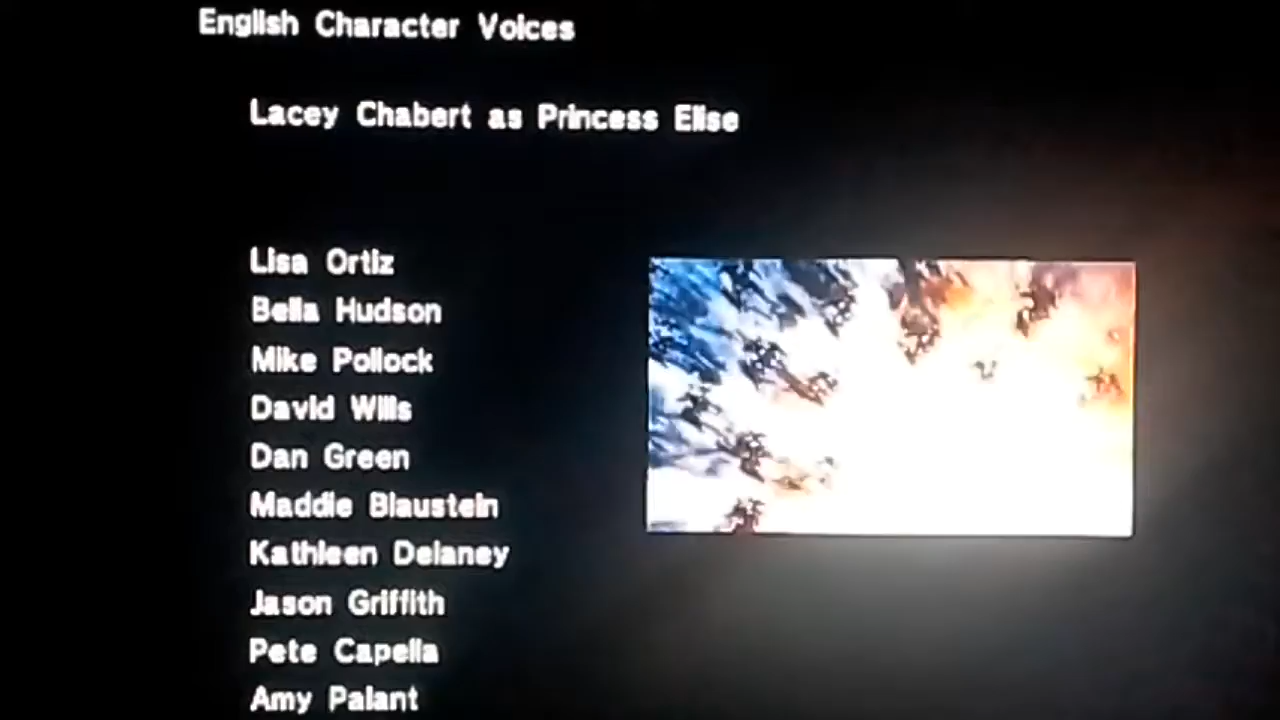 English Character Voices
Lacey Chabert as Princess Elise
Lisa Ortiz
Bella Hudson
Mike Pollock
David Wills
Dan Green
Maddie Blaustein
Kathleen Delaney
Jason Griffith
Pete Capella
Amy Palant